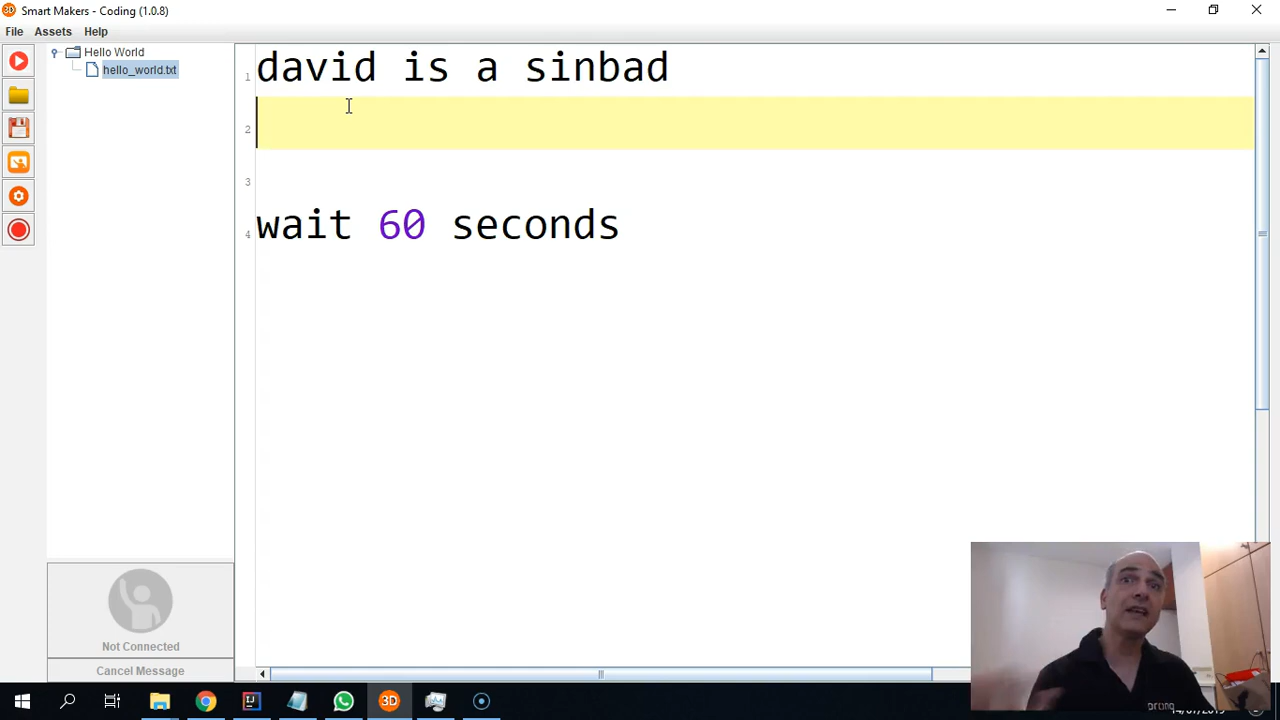 Smart Makers - Coding (1.0.8)
File Assets Help
Hello World
hello_world.txt
1 david is a sinbad
2
3
4 wait 60 seconds
Not Connected
Cancel Message
3D